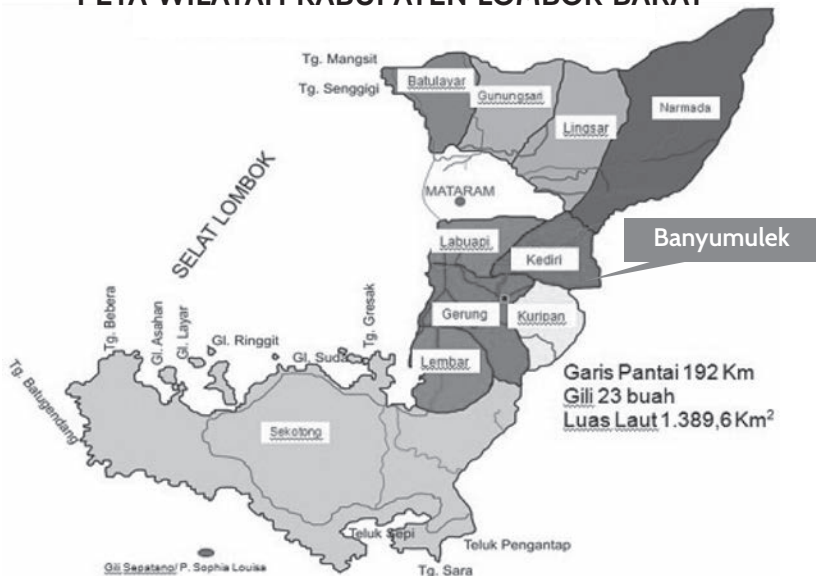 PETA WILAYAH KABUPATEN LOMBOK BARAT
Tg. Mangsit
Tg. Senggigi
Batulayar
Gunungsari
Lingsar
Narmada
SELAT LOMBOK
MATARAM
Labuapi
Kediri
Banyumulek
Gerung
Kuripan
Lembar
Tg. Bebera
Gl. Asahan
Gl. Layar
Gl. Ringgit
Gl. Suda
Tg. Gresak
Tg. Batugendang
Sekotong
Garis Pantai 192 Km
Gili 23 buah
Luas Laut 1.389,6 Km²
Teluk Sepi
Teluk Pengantap
Gili Sepatang/ P. Sophia Louisa
Tg. Sara